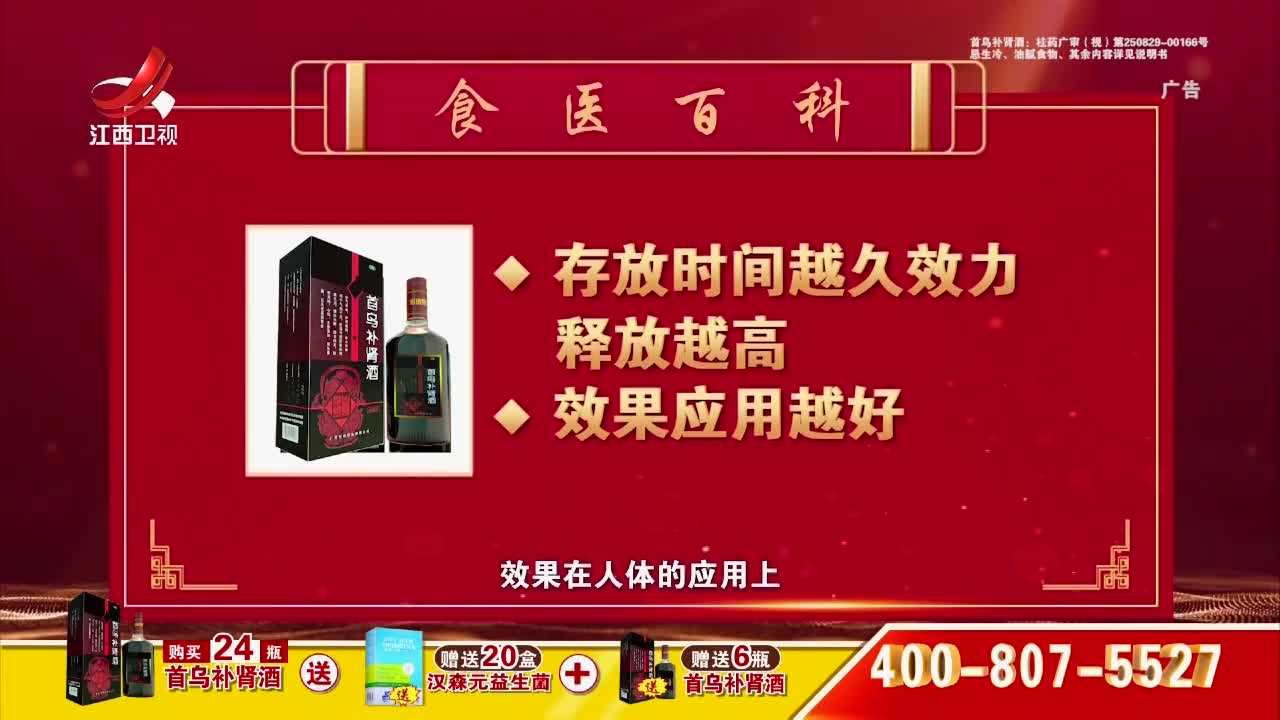 首乌补肾酒：桂药广审（视）第250829-00166号
忌生冷、油腻食物、其余内容详见说明书
广告
江西卫视
食医百科
首乌补肾酒
存放时间越久效力
释放越高
效果应用越好
效果在人体的应用上
购买24瓶
首乌补肾酒
送
送
赠送20盒
汉森元益生菌
+
送
赠送6瓶
首乌补肾酒
400-807-5527